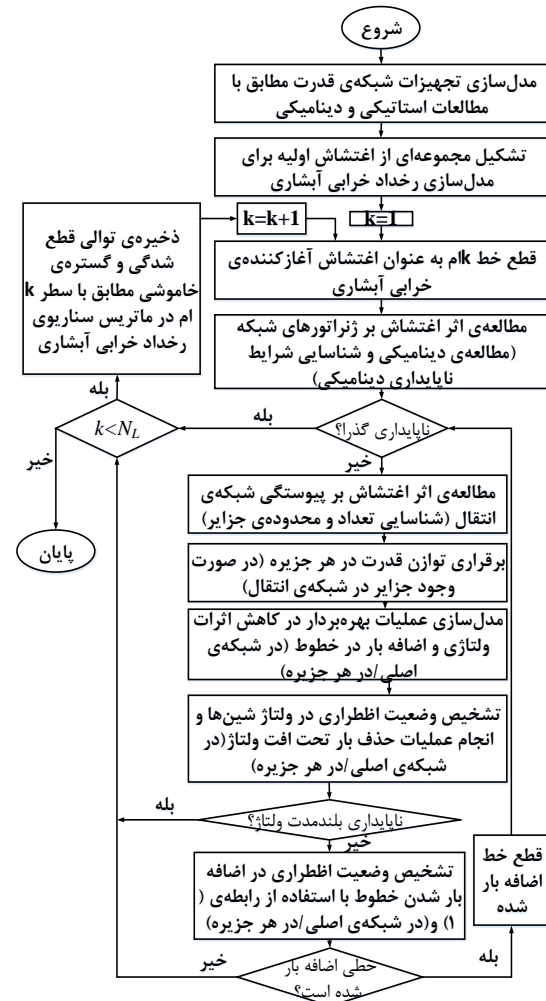 شروع
مدل‌سازی تجهیزات شبکه‌ی قدرت مطابق با
مطالعات استاتیکی و دینامیکی
تشکیل مجموعه‌ای از اغتشاش اولیه برای
مدل‌سازی رخداد خرابی آبشاری
k=k+1
k=1
قطع خط kام به عنوان اغتشاش آغازکننده‌ی
خرابی آبشاری
ذخیره‌ی توالی قطع
شدگی و گستره‌ی
خاموشی مطابق با سطر k
ام در ماتریس سناریوی
رخداد خرابی آبشاری
مطالعه‌ی اثر اغتشاش بر ژنراتورهای شبکه
(مطالعه‌ی دینامیکی و شناسایی شرایط
ناپایداری دینامیکی)
بله
ناپایداری گذرا؟
بله
k<N_L
خیر
خیر
پایان
مطالعه‌ی اثر اغتشاش بر پیوستگی شبکه‌ی
انتقال (شناسایی تعداد و محدوده‌ی جزایر)
برقراری توازن قدرت در هر جزیره (در صورت
وجود جزایر در شبکه‌ی انتقال)
مدل‌سازی عملیات بهره‌بردار در کاهش اثرات
ولتاژی و اضافه بار در خطوط (در شبکه‌ی
اصلی/در هر جزیره)
تشخیص وضعیت اظطراری در ولتاژ شین‌ها و
انجام عملیات حذف بار تحت افت ولتاژ(در
شبکه‌ی اصلی/در هر جزیره)
ناپایداری بلندمدت ولتاژ؟
بله
خیر
تشخیص وضعیت اظطراری در اضافه
بار شدن خطوط با استفاده از رابطه‌ی (
۱) و(در شبکه‌ی اصلی/در هر جزیره)
قطع خط
اضافه بار
شده
خطی اضافه بار
شده است؟
بله
خیر